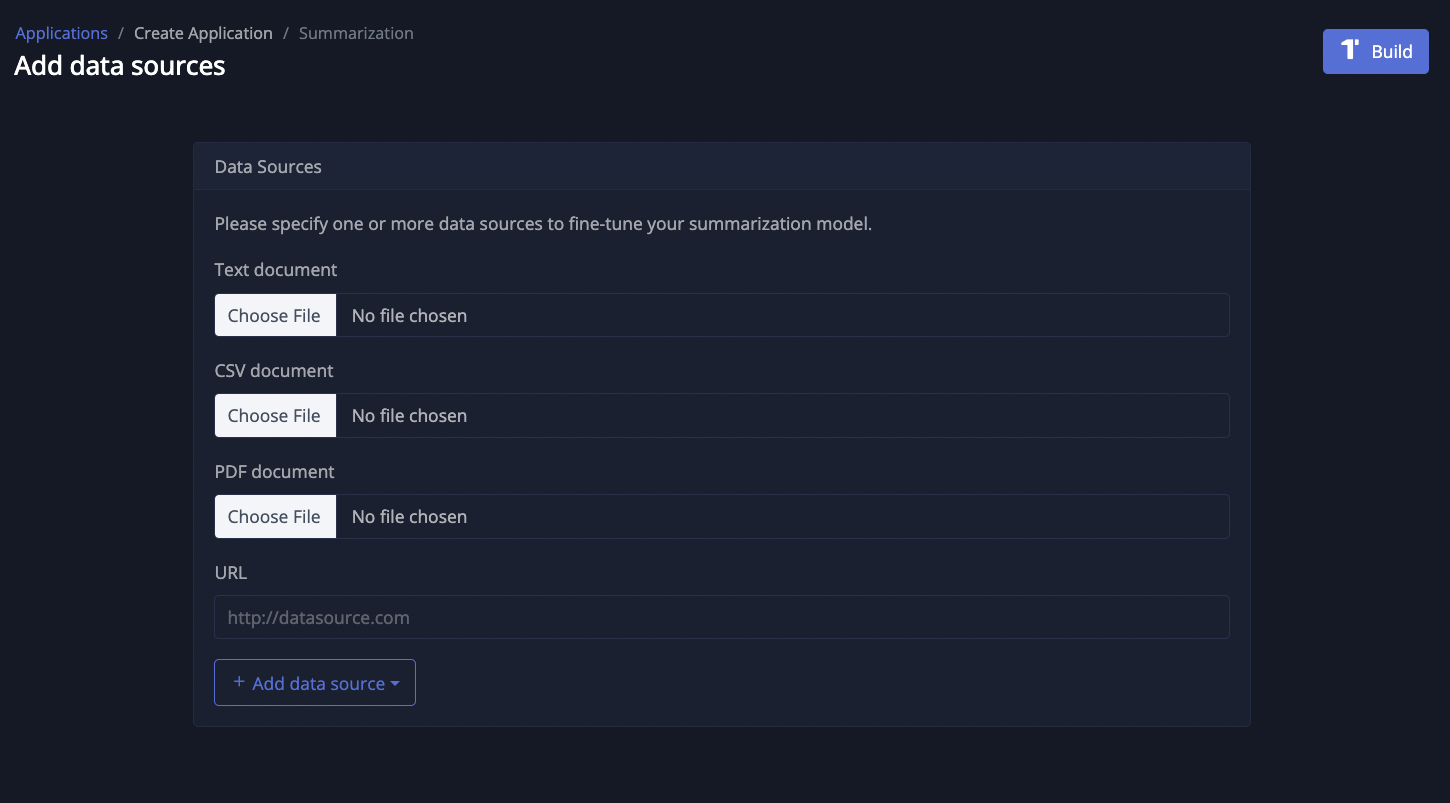 Applications / Create Application / Summarization
Add data sources
Build
Data Sources
Please specify one or more data sources to fine-tune your summarization model.
Text document
Choose File No file chosen
CSV document
Choose File No file chosen
PDF document
Choose File No file chosen
URL
http://datasource.com
+ Add data source